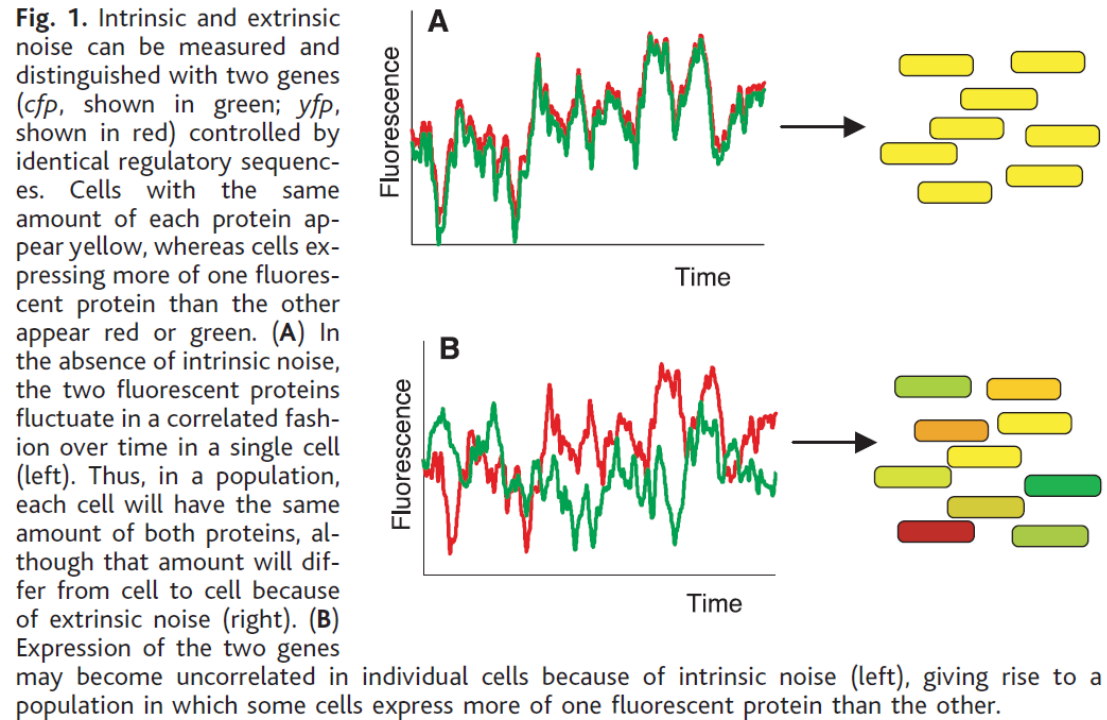 Fig. 1. Intrinsic and extrinsic
noise can be measured and
distinguished with two genes
(cfp, shown in green; yfp,
shown in red) controlled by
identical regulatory sequenc-
es. Cells with the same
amount of each protein ap-
pear yellow, whereas cells ex-
pressing more of one fluores-
cent protein than the other
appear red or green. (A) In
the absence of intrinsic noise,
the two fluorescent proteins
fluctuate in a correlated fash-
ion over time in a single cell
(left). Thus, in a population,
each cell will have the same
amount of both proteins, al-
though that amount will dif-
fer from cell to cell because
of extrinsic noise (right). (B)
Expression of the two genes
may become uncorrelated in individual cells because of intrinsic noise (left), giving rise to a
population in which some cells express more of one fluorescent protein than the other.
A
Fluorescence
Time
B
Fluorescence
Time